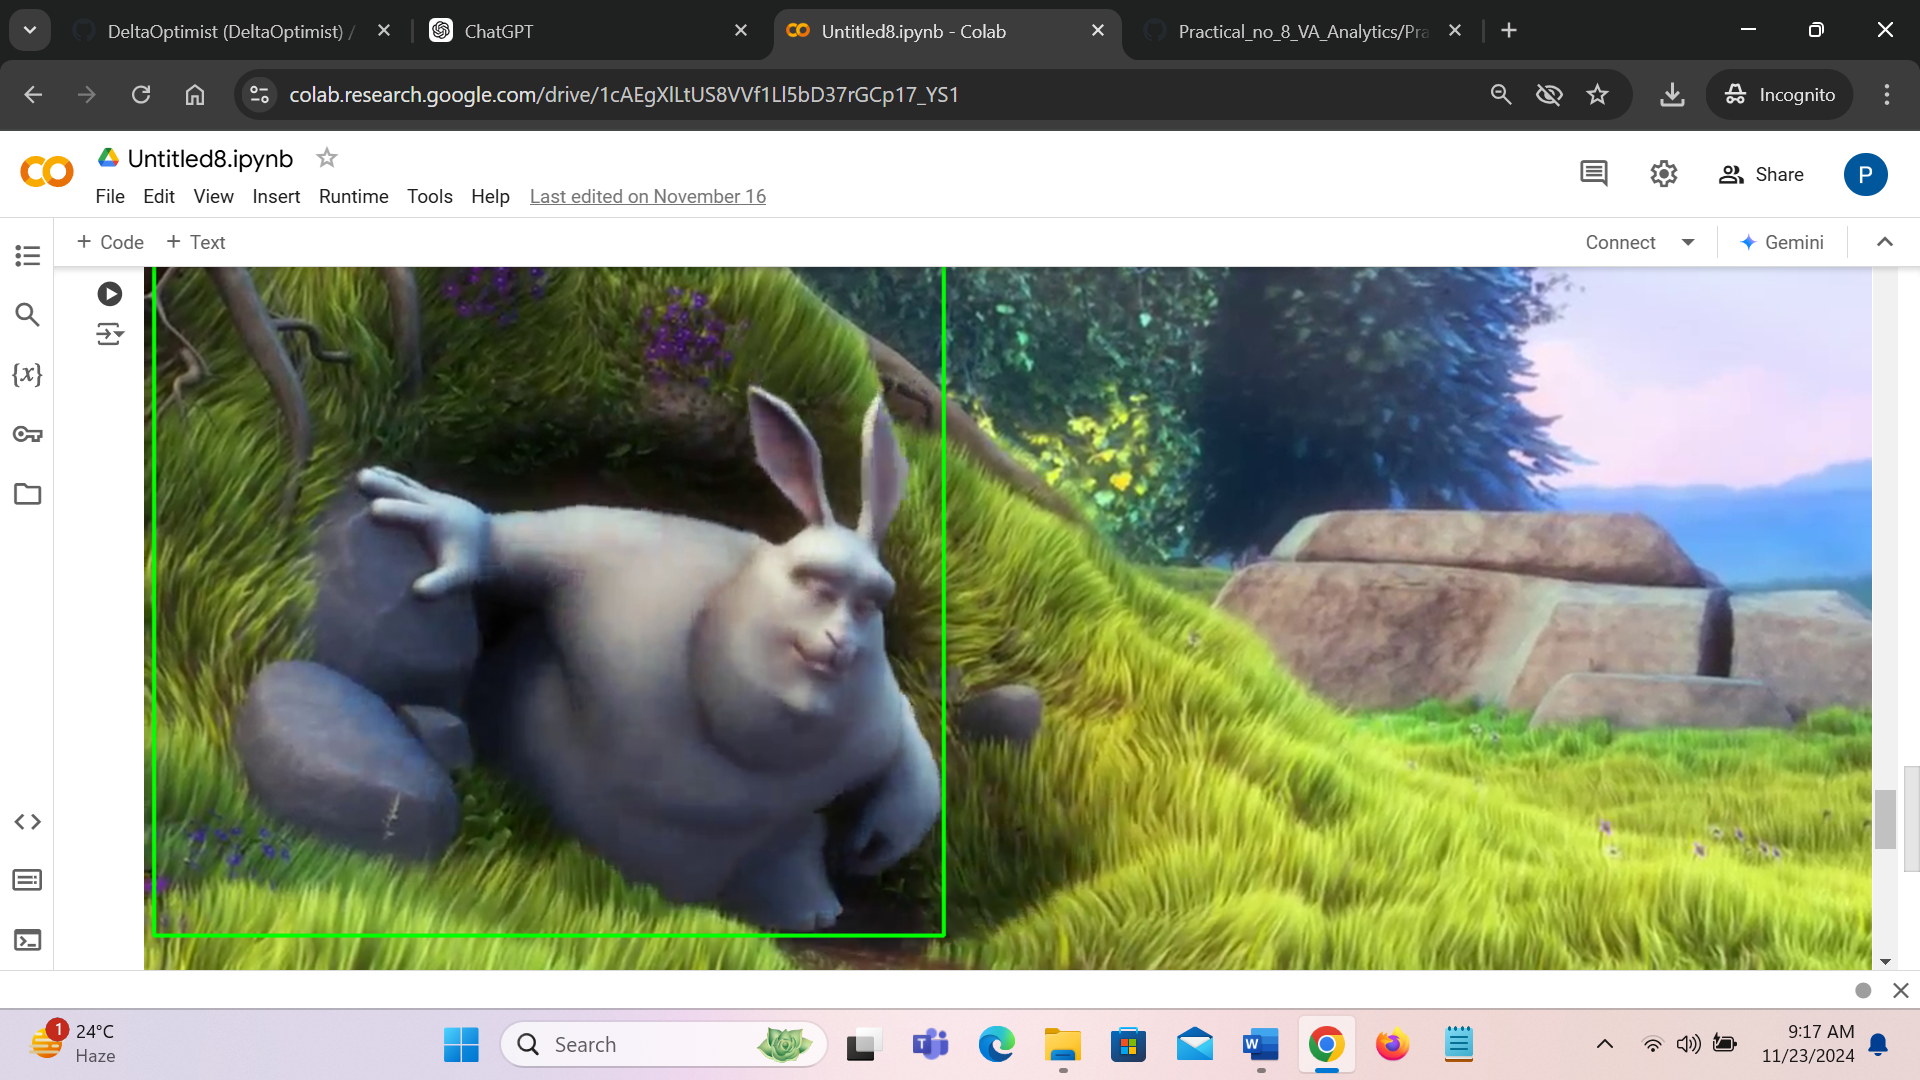 DeltaOptimist (DeltaOptimist) /
ChatGPT
Untitled8.ipynb - Colab
Practical_no_8_VA_Analytics/Pra
colab.research.google.com/drive/1cAEgXlLtUS8VVf1Ll5bD37rGCp17_YS1
Incognito
Untitled8.ipynb
File Edit View Insert Runtime Tools Help Last edited on November 16
Share
P
+ Code + Text
Connect
Gemini
{x}
1
24°C
Haze
Search
T
W
9:17 AM
11/23/2024